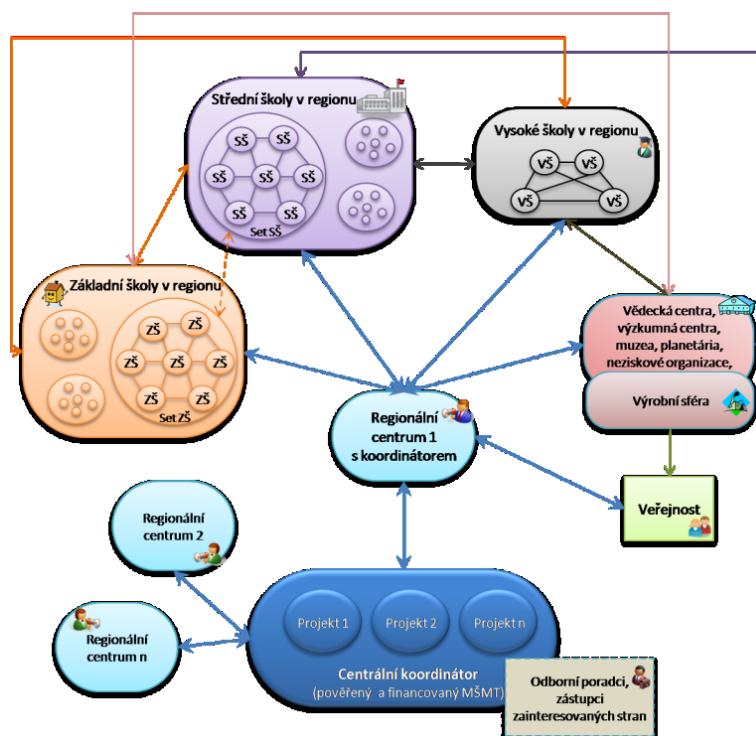 Střední školy v regionu
SŠ
SŠ
SŠ
SŠ
SŠ
SŠ
SŠ
Set SŠ
Vysoké školy v regionu
VŠ
VŠ
VŠ
VŠ
Základní školy v regionu
ZŠ
ZŠ
ZŠ
ZŠ
ZŠ
ZŠ
ZŠ
Set ZŠ
Vědecká centra,
výzkumná centra,
muzea, planetária,
neziskové organizace,
Výrobní sféra
Regionální
centrum 1
s koordinátorem
Veřejnost
Regionální
centrum 2
Regionální
centrum n
Projekt 1
Projekt 2
Projekt n
Centrální koordinátor
(pověřený a financovaný MŠMT)
Odborní poradci,
zástupci
zainteresovaných stran